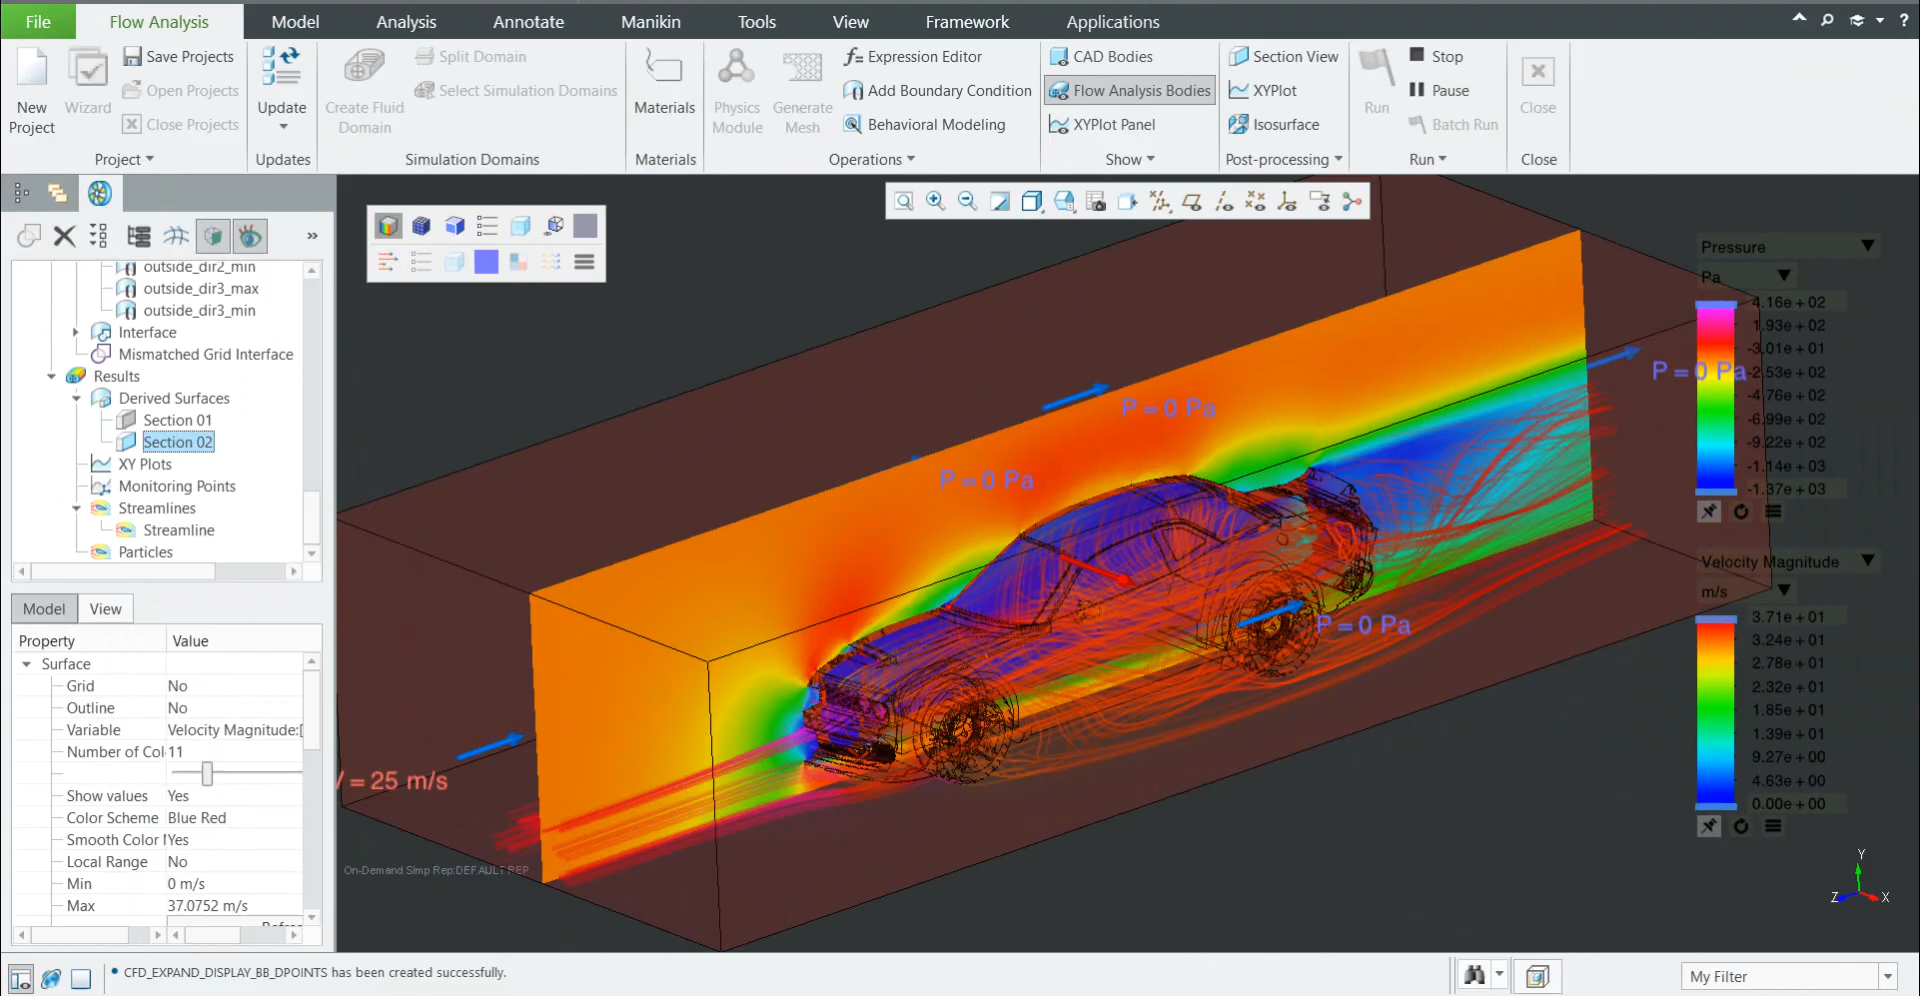 File Flow Analysis Model Analysis Annotate Manikin Tools View Framework Applications ?
New Project
Wizard
Save Projects
Open Projects
Close Projects
Project
Update
Updates
Create Fluid Domain
Split Domain
Select Simulation Domains
Simulation Domains
Materials
Materials
Physics Module
Generate Mesh
Expression Editor
Add Boundary Condition
Behavioral Modeling
Operations
CAD Bodies
Flow Analysis Bodies
XYPlot Panel
Show
Section View
XYPlot
Isosurface
Post-processing
Run
Stop
Pause
Batch Run
Run
Close
Close
»
outside_dir2_min
outside_dir3_max
outside_dir3_min
Interface
Mismatched Grid Interface
Results
Derived Surfaces
Section 01
Section 02
XY Plots
Monitoring Points
Streamlines
Streamline
Particles
Model View
Property Value
Surface
Grid No
Outline No
Variable Velocity Magnitude:[
Number of Col 11
Show values Yes
Color Scheme Blue Red
Smooth Color Yes
Local Range No
Min 0 m/s
Max 37.0752 m/s
P = 0 Pa
P = 0 Pa
P = 0 Pa
P = 0 Pa
= 25 m/s
On-Demand Simp Rep:DEFAULT REP
Pressure
Pa
4.16e + 02
1.93e + 02
-3.01e + 01
-2.53e + 02
-4.76e + 02
-6.99e + 02
-9.22e + 02
-1.14e + 03
-1.37e + 03
Velocity Magnitude
m/s
3.71e + 01
3.24e + 01
2.78e + 01
2.32e + 01
1.85e + 01
1.39e + 01
9.27e + 00
4.63e + 00
0.00e + 00
Y
Z
X
CFD_EXPAND_DISPLAY_BB_DPOINTS has been created successfully.
My Filter